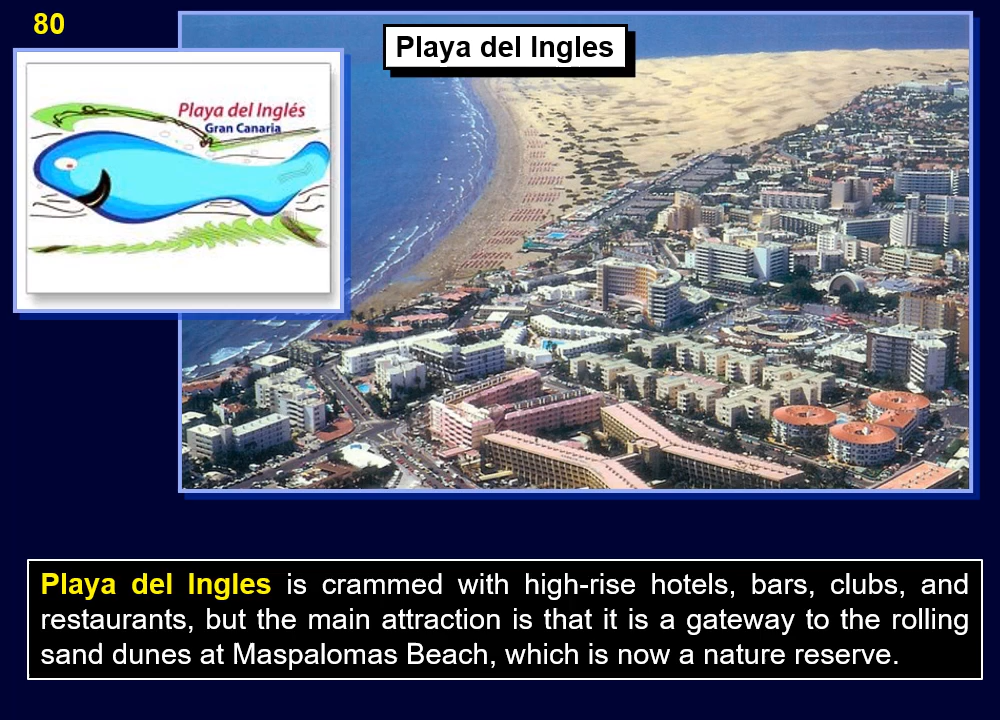 80
Playa del Ingles
Playa del Inglés
Gran Canaria
Playa del Ingles is crammed with high-rise hotels, bars, clubs, and
restaurants, but the main attraction is that it is a gateway to the rolling
sand dunes at Maspalomas Beach, which is now a nature reserve.